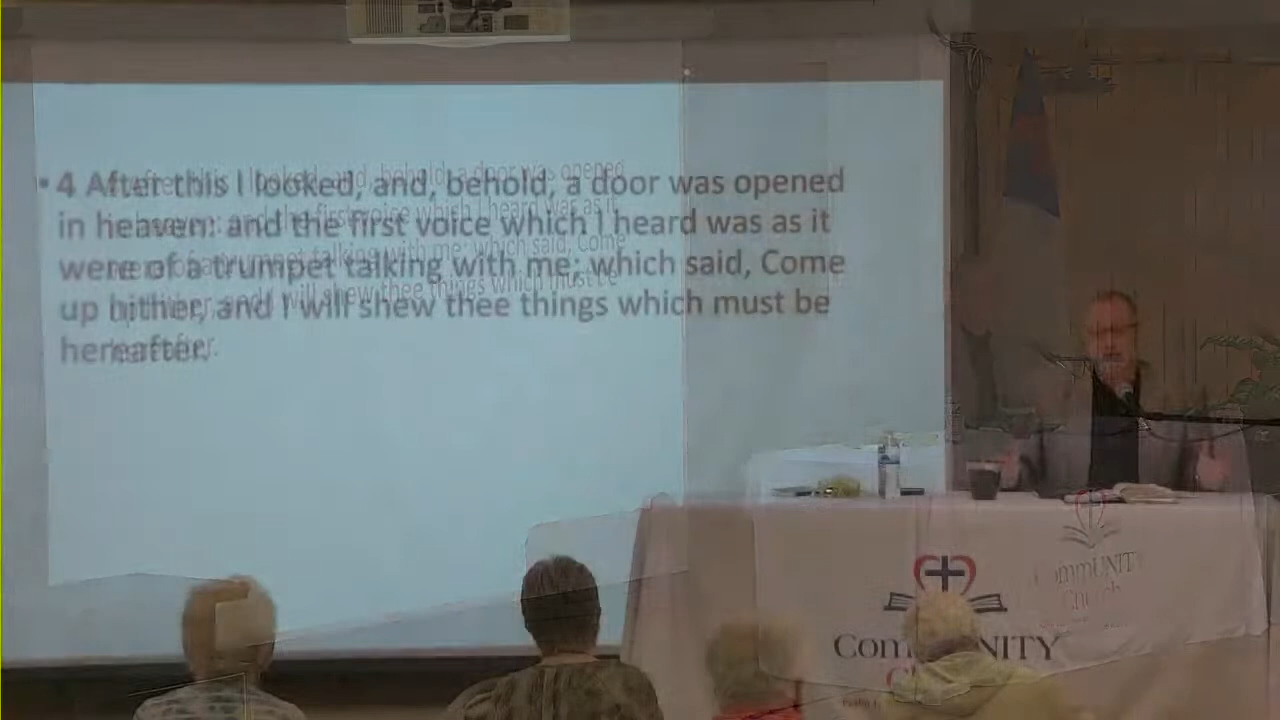 • 4 After this I looked, and, behold, a door was opened
in heaven: and the first voice which I heard was as it
were of a trumpet talking with me; which said, Come
up hither, and I will shew thee things which must be
hereafter.
CommUNITY
Church